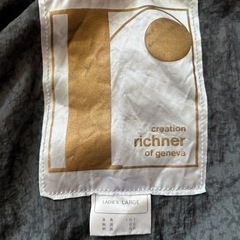 creation
richner
of geneva
LADIES LARGE